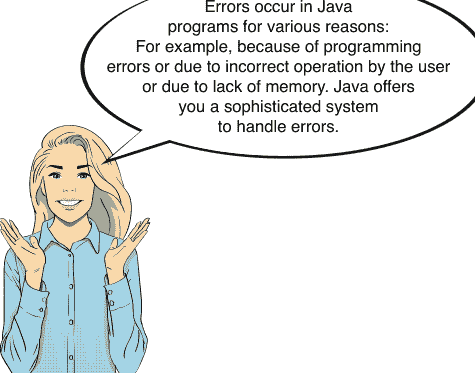 Errors occur in Java
programs for various reasons:
For example, because of programming
errors or due to incorrect operation by the user
or due to lack of memory. Java offers
you a sophisticated system
to handle errors.